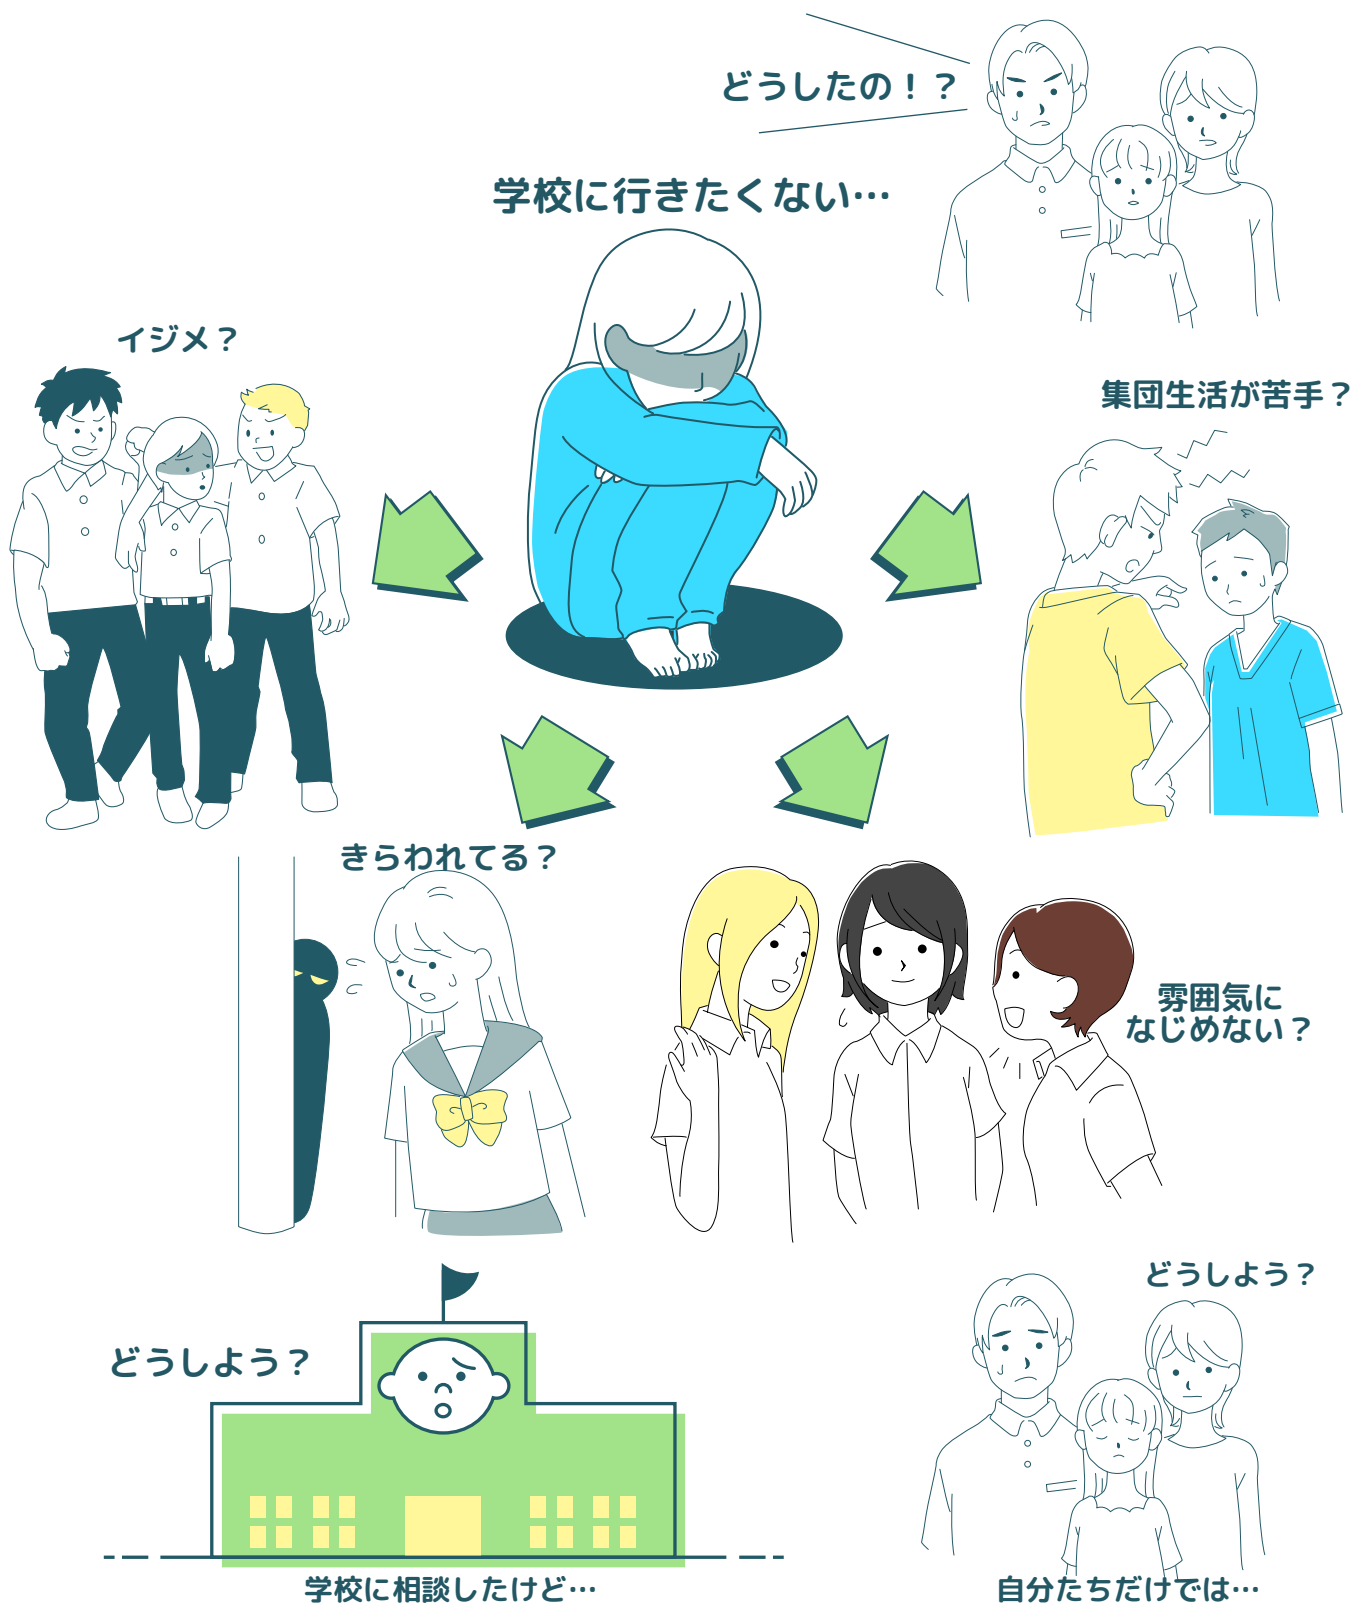 どうしたの！？
学校に行きたくない…
イジメ？
集団生活が苦手？
きらわれてる？
雰囲気に
なじめない？
どうしよう？
どうしよう？
学校に相談したけど…
自分たちだけでは…